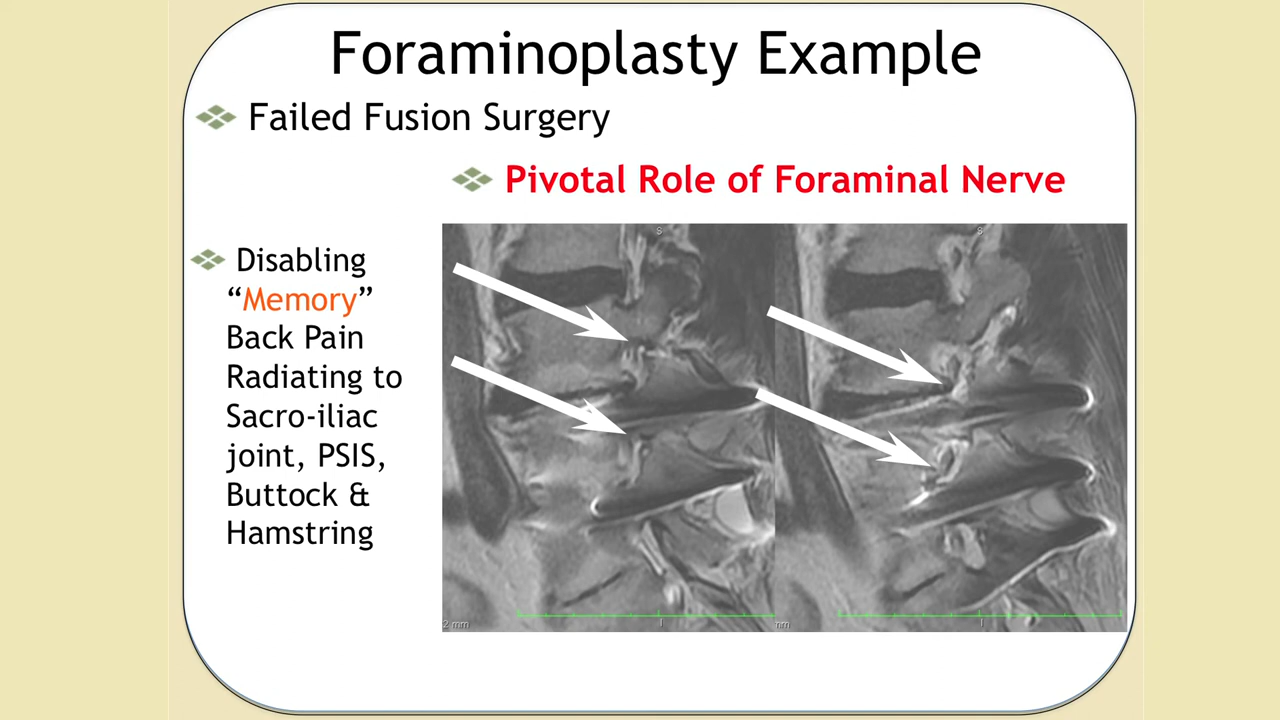 Foraminoplasty Example
Failed Fusion Surgery
Pivotal Role of Foraminal Nerve
Disabling
“Memory”
Back Pain
Radiating to
Sacro-iliac
joint, PSIS,
Buttock &
Hamstring
S
S
2 mm
I
mm
I